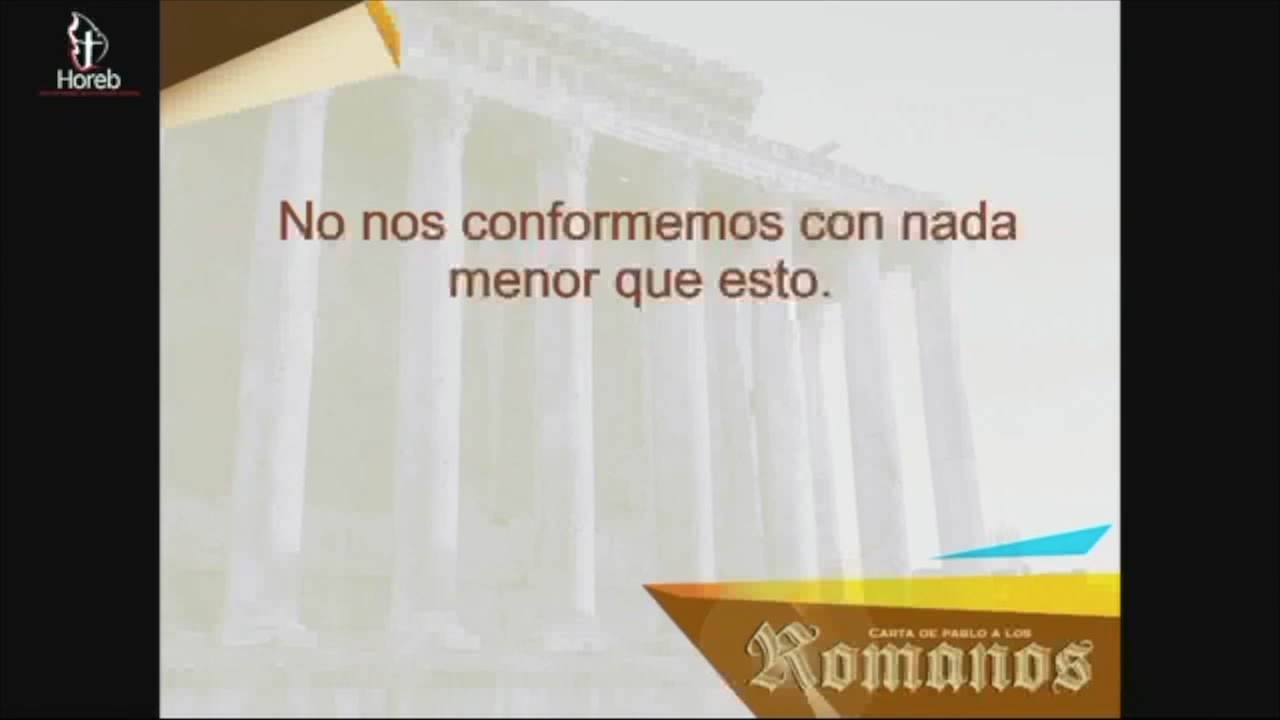 Horeb
No nos conformemos con nada
menor que esto.
Carta de Pablo a los
Romanos